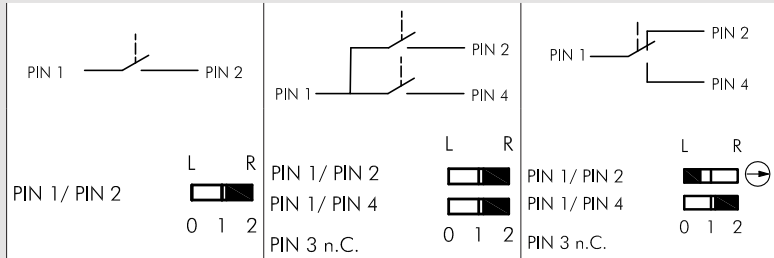 PIN 1 PIN 2
L R
PIN 1/ PIN 2
0 1 2
PIN 2
PIN 1 PIN 4
L R
PIN 1/ PIN 2
PIN 1/ PIN 4
0 1 2
PIN 3 n.C.
PIN 2
PIN 1
PIN 4
L R
PIN 1/ PIN 2
PIN 1/ PIN 4
0 1 2
PIN 3 n.C.